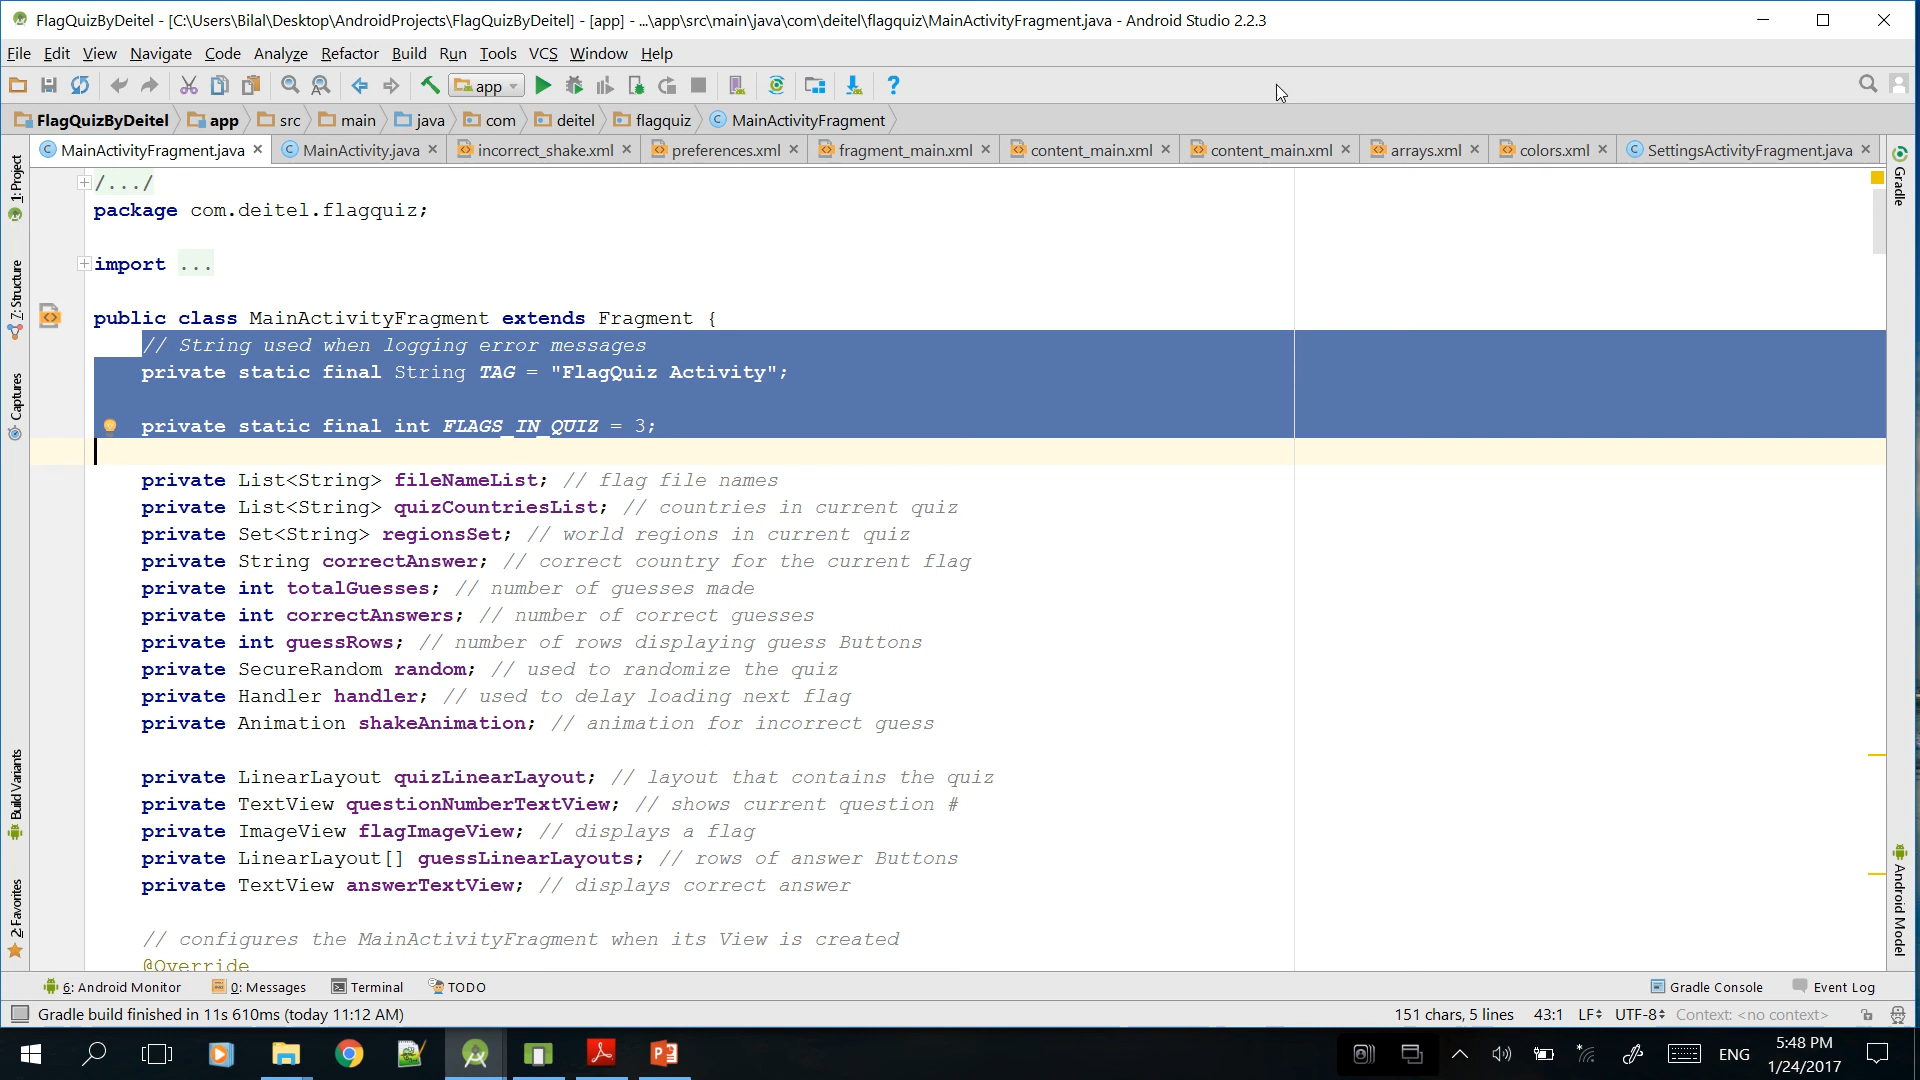 FlagQuizByDeitel - [C:\Users\Bilal\Desktop\AndroidProjects\FlagQuizByDeitel] - [app] - ...\app\src\main\java\com\deitel\flagquiz\MainActivityFragment.java - Android Studio 2.2.3
File Edit View Navigate Code Analyze Refactor Build Run Tools VCS Window Help
app
FlagQuizByDeitel app src main java com deitel flagquiz MainActivityFragment
MainActivityFragment.java MainActivity.java incorrect_shake.xml preferences.xml fragment_main.xml content_main.xml content_main.xml arrays.xml colors.xml SettingsActivityFragment.java
1: Project
7: Structure
Captures
Build Variants
2: Favorites
/.../
package com.deitel.flagquiz;
import ...
public class MainActivityFragment extends Fragment {
// String used when logging error messages
private static final String TAG = "FlagQuiz Activity";
private static final int FLAGS_IN_QUIZ = 3;
private List<String> fileNameList; // flag file names
private List<String> quizCountriesList; // countries in current quiz
private Set<String> regionsSet; // world regions in current quiz
private String correctAnswer; // correct country for the current flag
private int totalGuesses; // number of guesses made
private int correctAnswers; // number of correct guesses
private int guessRows; // number of rows displaying guess Buttons
private SecureRandom random; // used to randomize the quiz
private Handler handler; // used to delay loading next flag
private Animation shakeAnimation; // animation for incorrect guess
private LinearLayout quizLinearLayout; // layout that contains the quiz
private TextView questionNumberTextView; // shows current question #
private ImageView flagImageView; // displays a flag
private LinearLayout[] guessLinearLayouts; // rows of answer Buttons
private TextView answerTextView; // displays correct answer
// configures the MainActivityFragment when its View is created
@Override
Gradle
Android Model
6: Android Monitor 0: Messages Terminal TODO Gradle Console Event Log
Gradle build finished in 11s 610ms (today 11:12 AM) 151 chars, 5 lines 43:1 LF UTF-8 Context: <no context>
ENG
5:48 PM
1/24/2017